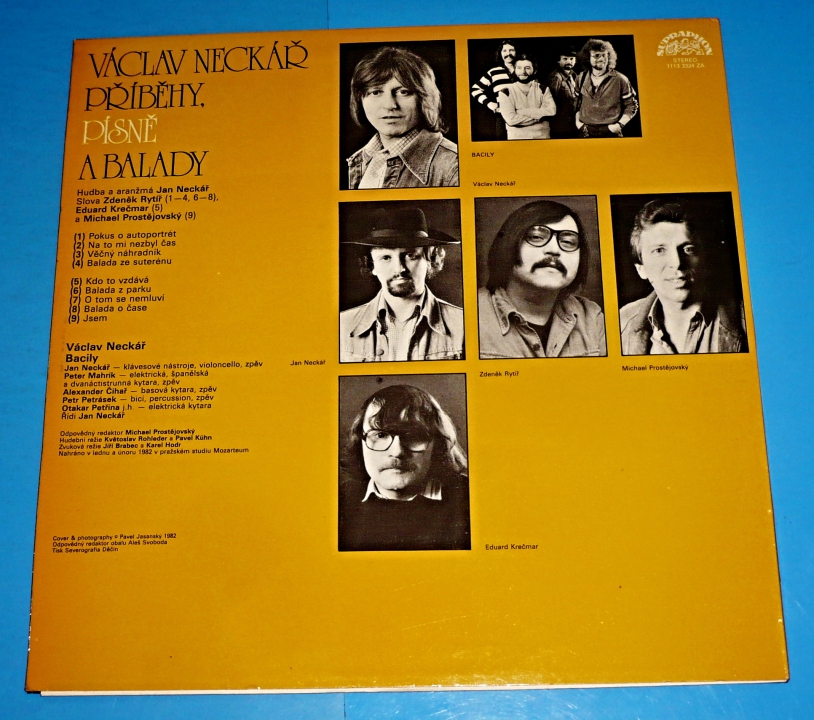 VÁCLAV NECKÁŘ
PŘÍBĚHY,
PÍSNĚ
A BALADY
Hudba a aranžmá Jan Neckář
Slova Zdeněk Rytíř (1—4, 6—8),
Eduard Krečmar (5)
a Michael Prostějovský (9)
(1) Pokus o autoportrét
(2) Na to mi nezbyl čas
(3) Věčný náhradník
(4) Balada ze suterénu
(5) Kdo to vzdává
(6) Balada z parku
(7) O tom se nemluví
(8) Balada o čase
(9) Jsem
Václav Neckář
Bacily
Jan Neckář — klávesové nástroje, violoncello, zpěv
Peter Mahrik — elektrická, španělská
a dvanáctistrunná kytara, zpěv
Alexander Čihař — basová kytara, zpěv
Petr Petrásek — bicí, percussion, zpěv
Otakar Petřina j.h. — elektrická kytara
Řídí Jan Neckář
Odpovědný redaktor Michael Prostějovský
Hudební režie Květoslav Rohleder a Pavel Kühn
Zvuková režie Jiří Brabec a Karel Hodr
Nahráno v lednu a únoru 1982 v pražském studiu Mozarteum
Cover & photography © Pavel Jasanský 1982
Odpovědný redaktor obalu Aleš Svoboda
Tisk Severografia Děčín
SUPRAPHON
STEREO
1113 3024 ZA
BACILY
Václav Neckář
Jan Neckář
Zdeněk Rytíř
Michael Prostějovský
Eduard Krečmar